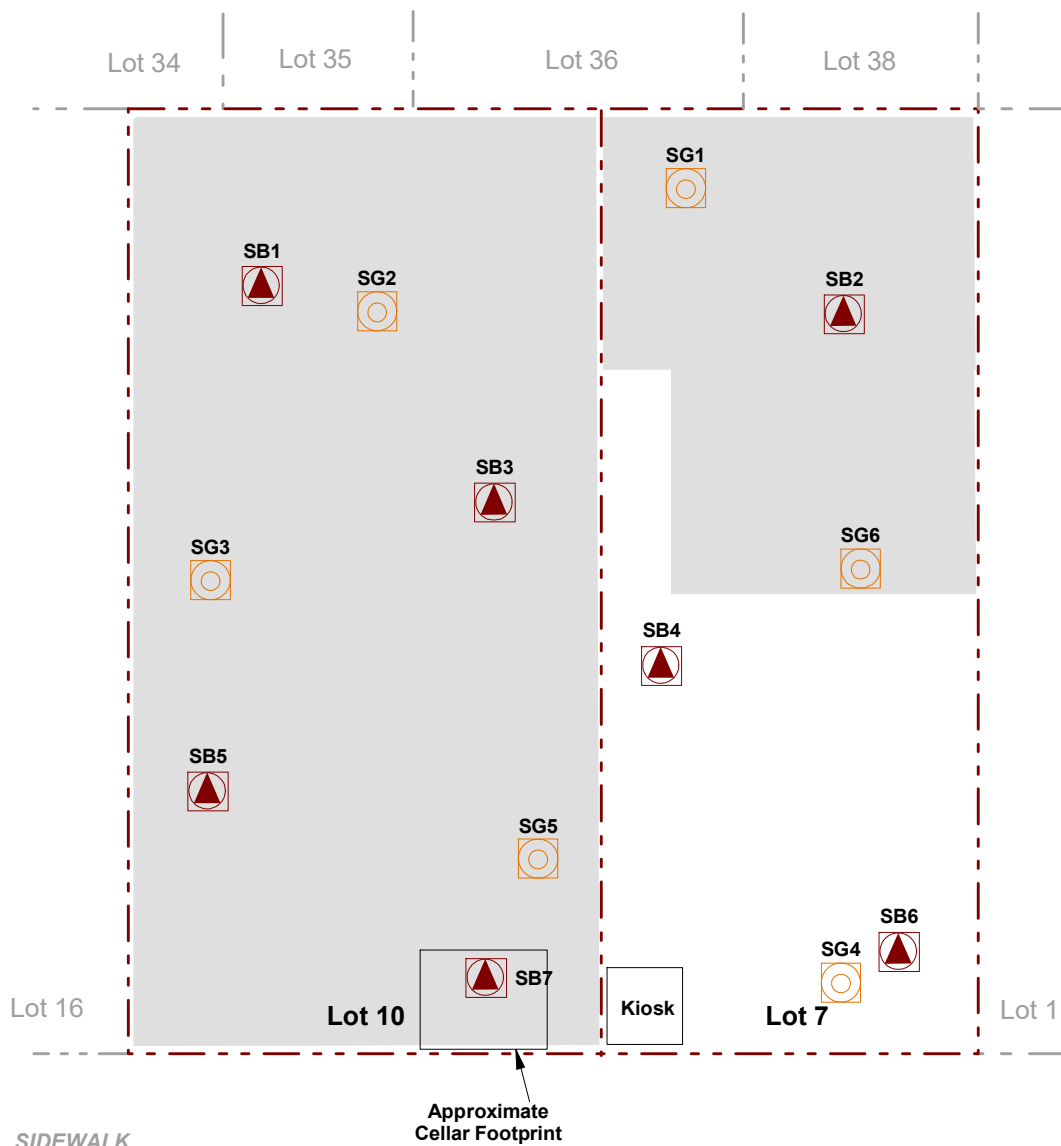 Lot 34
Lot 35
Lot 36
Lot 38
SG1
SB1
SG2
SB2
SB3
SG3
SG6
SB4
SB5
SG5
SB6
SG4
SB7
Lot 16
Lot 10
Kiosk
Lot 7
Lot 1
Approximate
Cellar Footprint
SIDEWALK